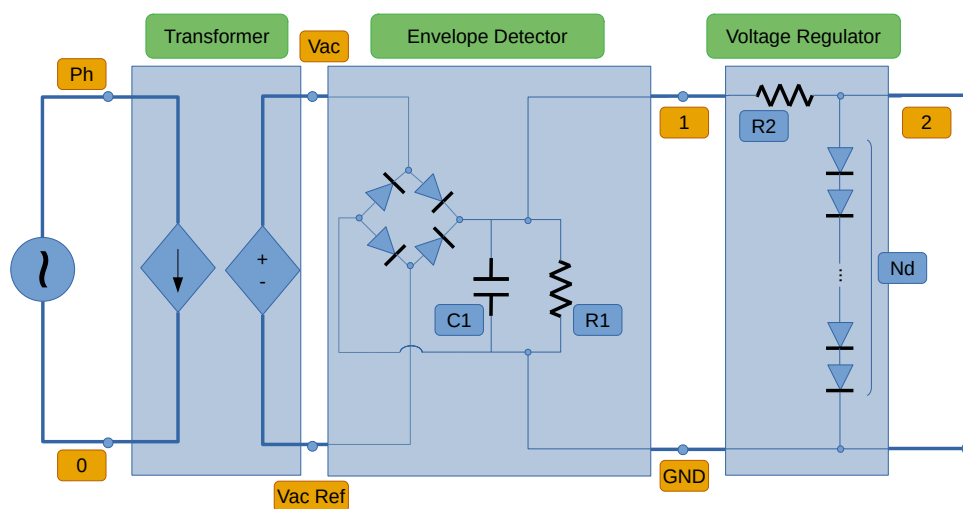 Transformer
Envelope Detector
Voltage Regulator
Vac
Ph
1
R2
2
+
-
...
Nd
C1
R1
0
Vac Ref
GND